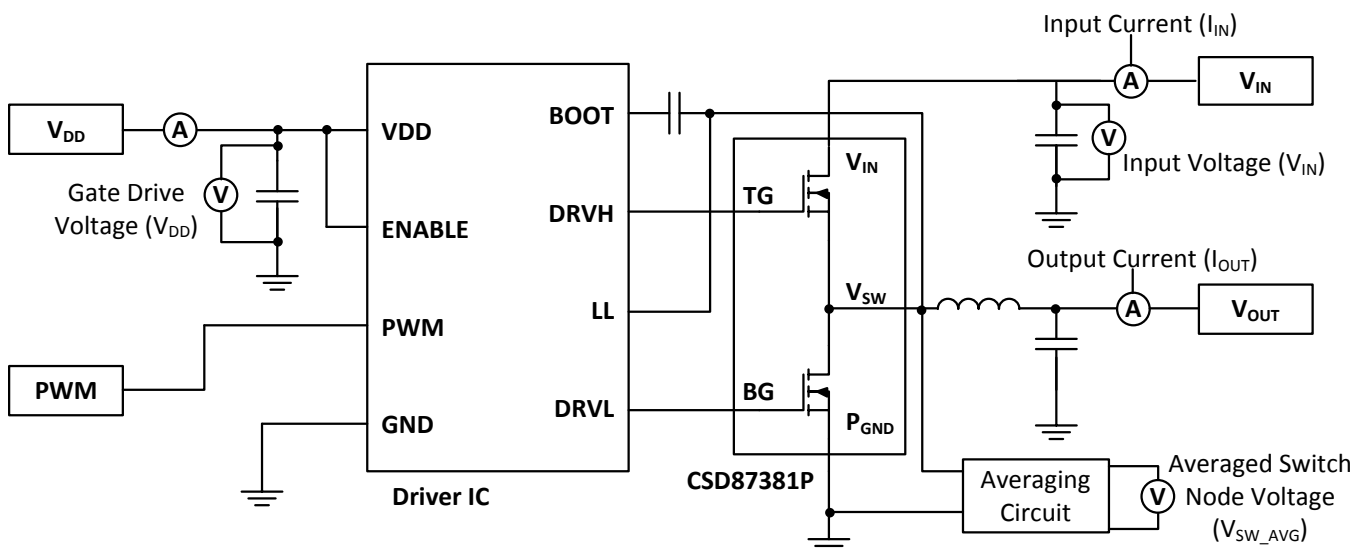 Input Current (I_IN)
A
V_IN
V_DD
A
VDD
BOOT
V
Gate Drive
Voltage (V_DD)
ENABLE
DRVH
TG
V_IN
V
Input Voltage (V_IN)
LL
V_SW
Output Current (I_OUT)
A
V_OUT
PWM
PWM
GND
DRVL
BG
P_GND
Driver IC
CSD87381P
Averaging
Circuit
V
Averaged Switch
Node Voltage
(V_SW_AVG)